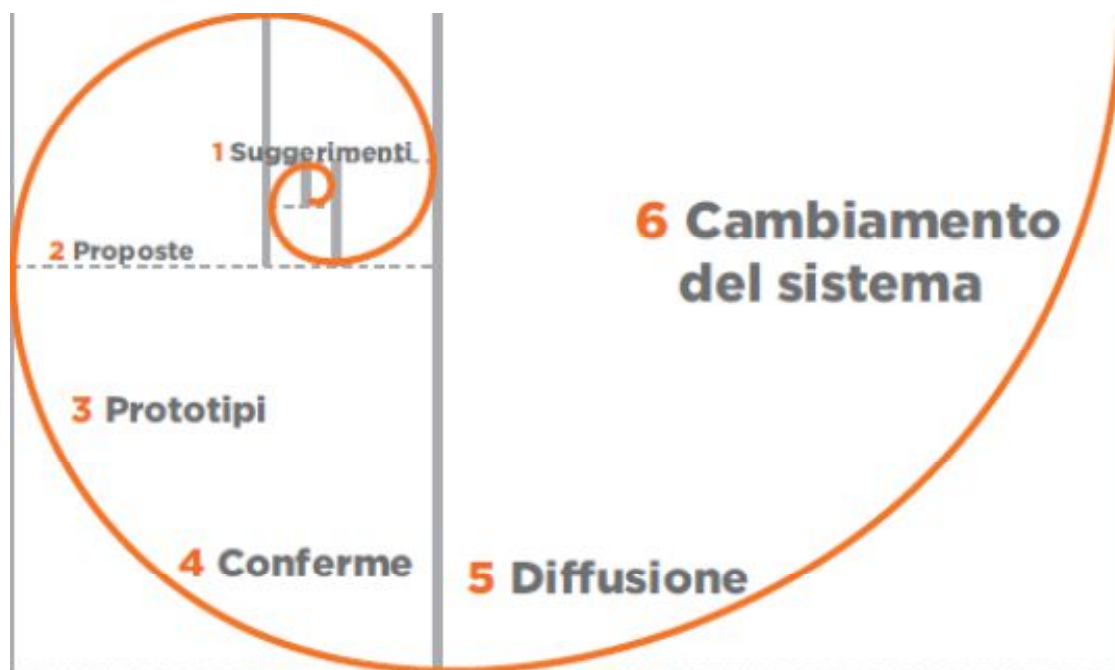 1 Suggerimenti
2 Proposte
3 Prototipi
4 Conferme
5 Diffusione
6 Cambiamento
del sistema